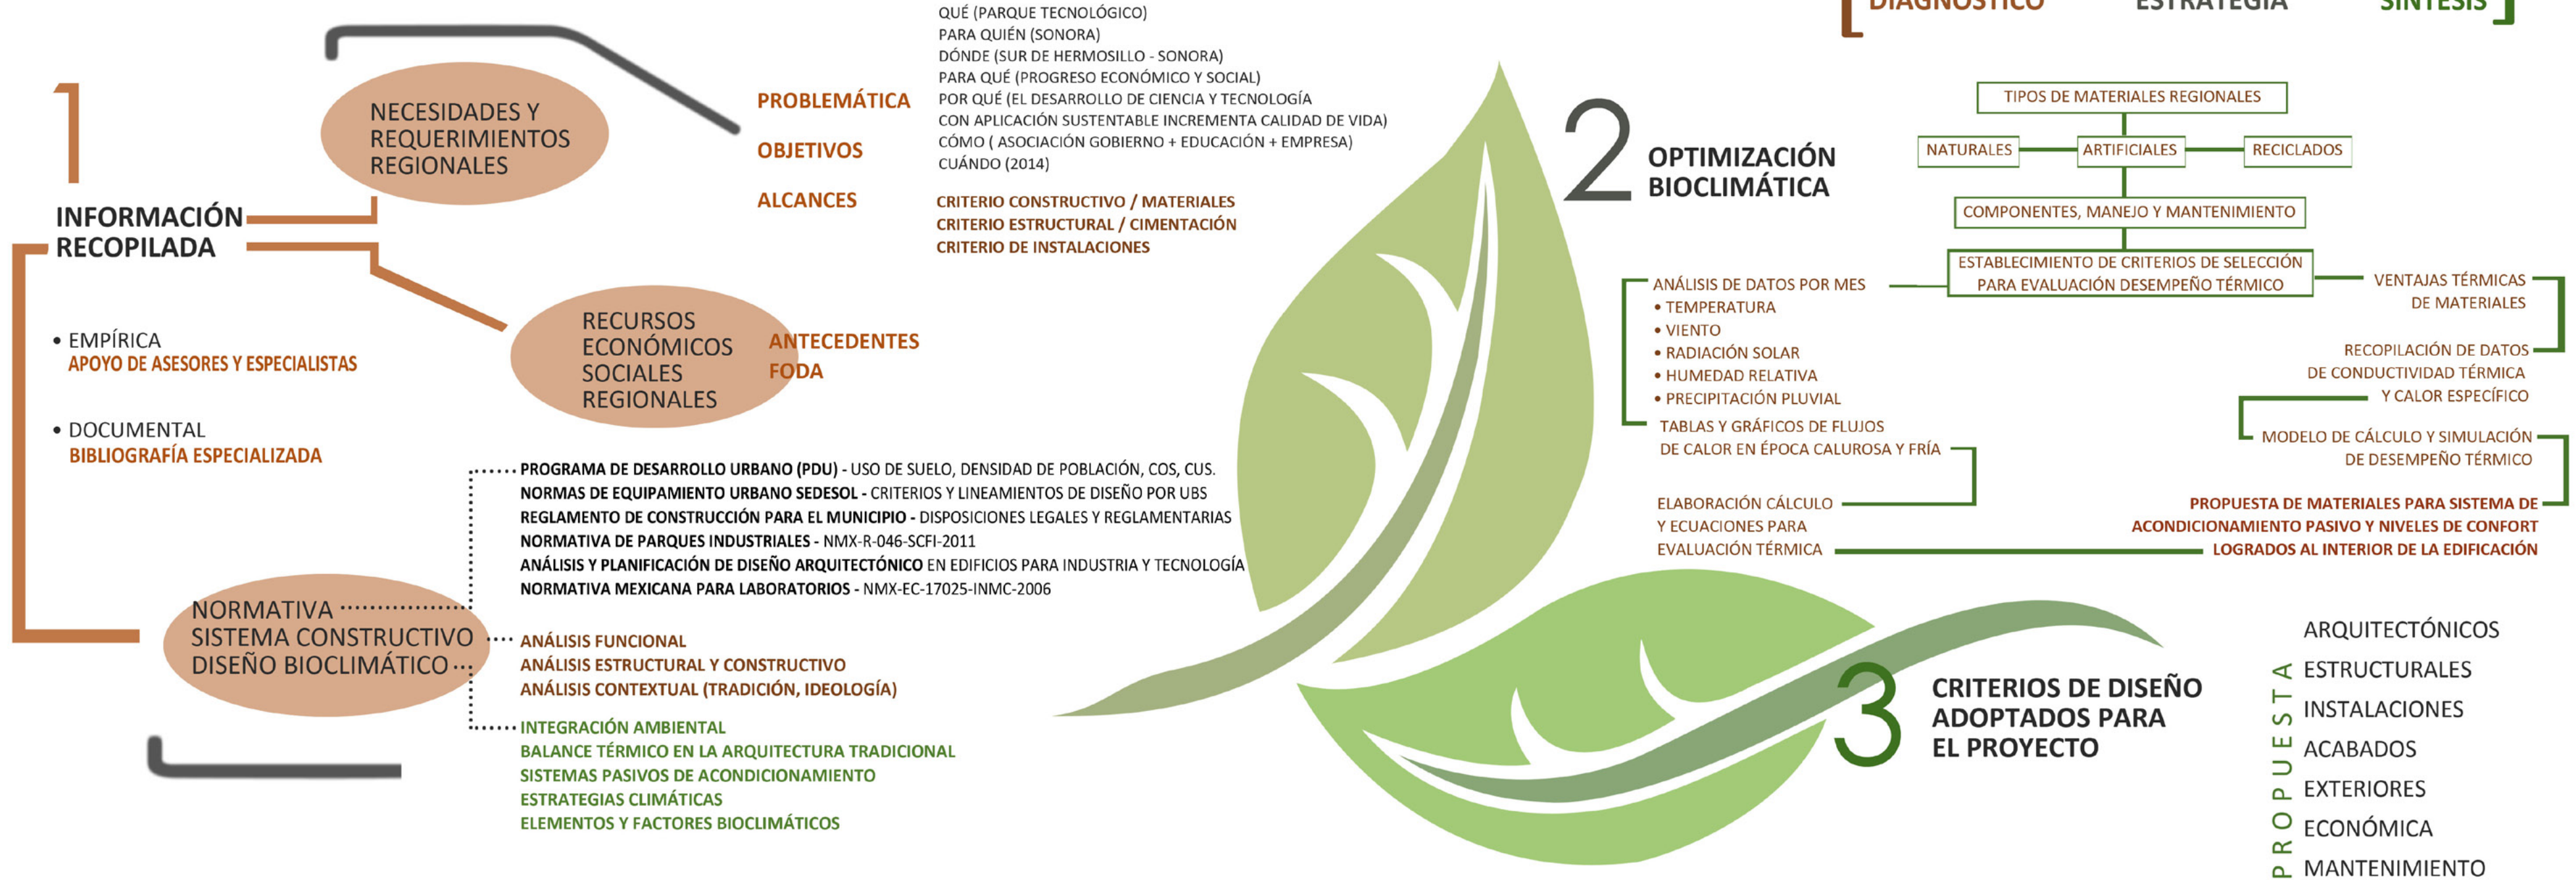 DIAGNÓSTICO ESTRATEGIA SÍNTESIS
1
INFORMACIÓN
RECOPILADA
• EMPÍRICA
APOYO DE ASESORES Y ESPECIALISTAS
• DOCUMENTAL
BIBLIOGRAFÍA ESPECIALIZADA
NECESIDADES Y
REQUERIMIENTOS
REGIONALES
PROBLEMÁTICA
OBJETIVOS
ALCANCES
QUÉ (PARQUE TECNOLÓGICO)
PARA QUIÉN (SONORA)
DÓNDE (SUR DE HERMOSILLO - SONORA)
PARA QUÉ (PROGRESO ECONÓMICO Y SOCIAL)
POR QUÉ (EL DESARROLLO DE CIENCIA Y TECNOLOGÍA
CON APLICACIÓN SUSTENTABLE INCREMENTA CALIDAD DE VIDA)
CÓMO ( ASOCIACIÓN GOBIERNO + EDUCACIÓN + EMPRESA)
CUÁNDO (2014)
CRITERIO CONSTRUCTIVO / MATERIALES
CRITERIO ESTRUCTURAL / CIMENTACIÓN
CRITERIO DE INSTALACIONES
RECURSOS
ECONÓMICOS
SOCIALES
REGIONALES
ANTECEDENTES
FODA
NORMATIVA
SISTEMA CONSTRUCTIVO
DISEÑO BIOCLIMÁTICO
PROGRAMA DE DESARROLLO URBANO (PDU) - USO DE SUELO, DENSIDAD DE POBLACIÓN, COS, CUS.
NORMAS DE EQUIPAMIENTO URBANO SEDESOL - CRITERIOS Y LINEAMIENTOS DE DISEÑO POR UBS
REGLAMENTO DE CONSTRUCCIÓN PARA EL MUNICIPIO - DISPOSICIONES LEGALES Y REGLAMENTARIAS
NORMATIVA DE PARQUES INDUSTRIALES - NMX-R-046-SCFI-2011
ANÁLISIS Y PLANIFICACIÓN DE DISEÑO ARQUITECTÓNICO EN EDIFICIOS PARA INDUSTRIA Y TECNOLOGÍA
NORMATIVA MEXICANA PARA LABORATORIOS - NMX-EC-17025-INMC-2006
ANÁLISIS FUNCIONAL
ANÁLISIS ESTRUCTURAL Y CONSTRUCTIVO
ANÁLISIS CONTEXTUAL (TRADICIÓN, IDEOLOGÍA)
INTEGRACIÓN AMBIENTAL
BALANCE TÉRMICO EN LA ARQUITECTURA TRADICIONAL
SISTEMAS PASIVOS DE ACONDICIONAMIENTO
ESTRATEGIAS CLIMÁTICAS
ELEMENTOS Y FACTORES BIOCLIMÁTICOS
2
OPTIMIZACIÓN
BIOCLIMÁTICA
TIPOS DE MATERIALES REGIONALES
NATURALES ARTIFICIALES RECICLADOS
COMPONENTES, MANEJO Y MANTENIMIENTO
ESTABLECIMIENTO DE CRITERIOS DE SELECCIÓN
PARA EVALUACIÓN DESEMPEÑO TÉRMICO
ANÁLISIS DE DATOS POR MES
• TEMPERATURA
• VIENTO
• RADIACIÓN SOLAR
• HUMEDAD RELATIVA
• PRECIPITACIÓN PLUVIAL
TABLAS Y GRÁFICOS DE FLUJOS
DE CALOR EN ÉPOCA CALUROSA Y FRÍA
ELABORACIÓN CÁLCULO
Y ECUACIONES PARA
EVALUACIÓN TÉRMICA
VENTAJAS TÉRMICAS
DE MATERIALES
RECOPILACIÓN DE DATOS
DE CONDUCTIVIDAD TÉRMICA
Y CALOR ESPECÍFICO
MODELO DE CÁLCULO Y SIMULACIÓN
DE DESEMPEÑO TÉRMICO
PROPUESTA DE MATERIALES PARA SISTEMA DE
ACONDICIONAMIENTO PASIVO Y NIVELES DE CONFORT
LOGRADOS AL INTERIOR DE LA EDIFICACIÓN
3
CRITERIOS DE DISEÑO
ADOPTADOS PARA
EL PROYECTO
PROPUESTA
ARQUITECTÓNICOS
ESTRUCTURALES
INSTALACIONES
ACABADOS
EXTERIORES
ECONÓMICA
MANTENIMIENTO